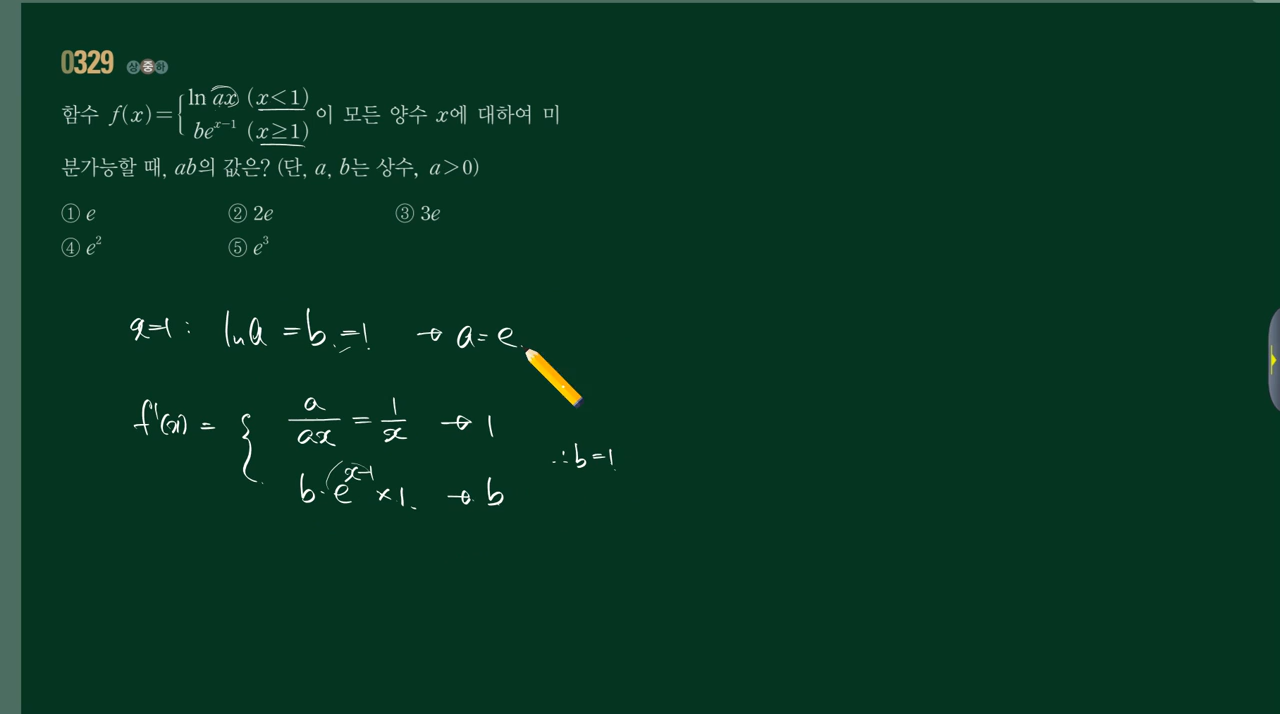 0329 상중하
함수 f(x)={ ln ax (x<1)
be^{x-1} (x≥1) 이 모든 양수 x에 대하여 미
분가능할 때, ab의 값은? (단, a, b는 상수, a>0)
① e ② 2e ③ 3e
④ e² ⑤ e³
x=1 : ln a = b = 1 → a = e
f'(x) = { a/ax = 1/x → 1
b·e^{x-1} × 1 → b
∴ b = 1